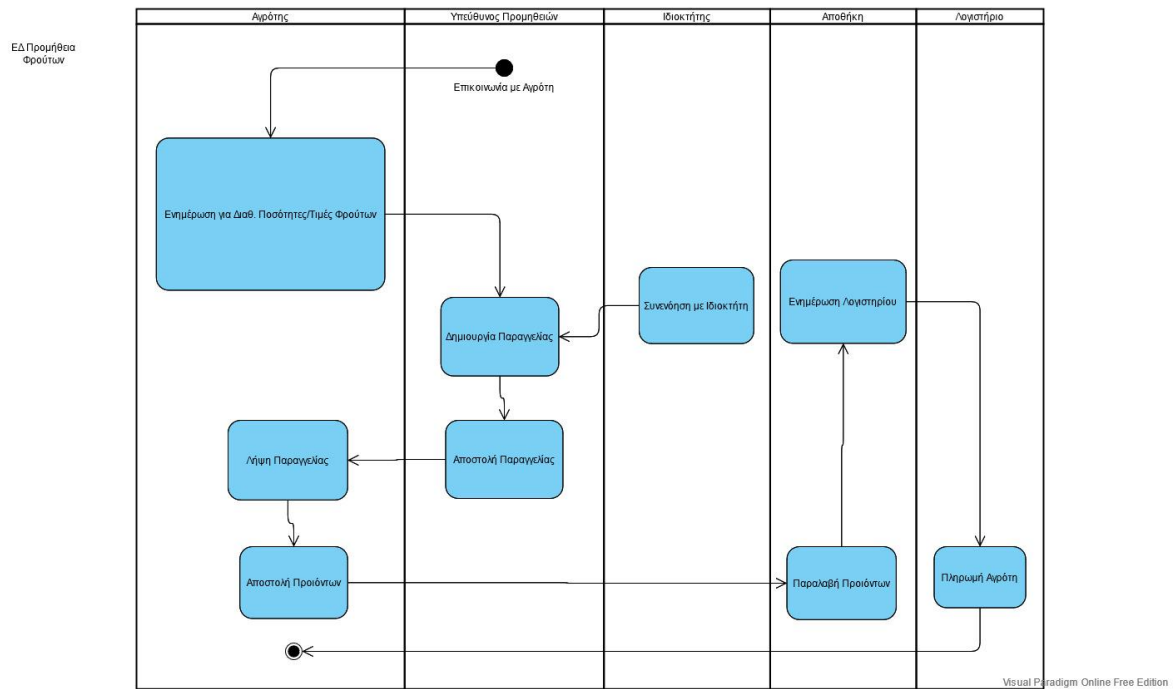 Αγρότης
Υπεύθυνος Προμηθειών
Ιδιοκτήτης
Αποθήκη
Λογιστήριο
ΕΔ Προμήθεια
Φρούτων
Επικοινωνία με Αγρότη
Ενημέρωση για Διαθ. Ποσότητες/Τιμές Φρούτων
Συνενόηση με Ιδιοκτήτη
Ενημέρωση Λογιστηρίου
Δημιουργία Παραγγελίας
Λήψη Παραγγελίας
Αποστολή Παραγγελίας
Αποστολή Προιόντων
Παραλαβή Προιόντων
Πληρωμή Αγρότη
Visual Paradigm Online Free Edition